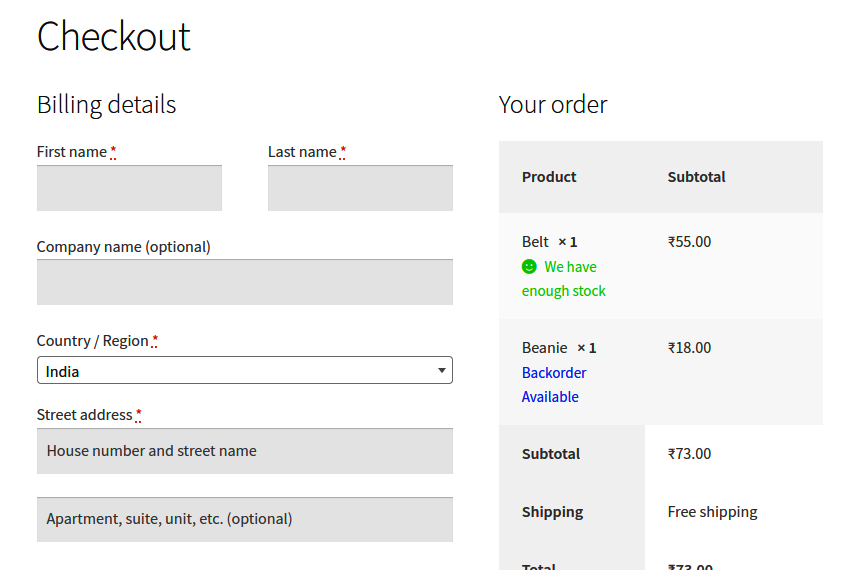 Checkout
Billing details
First name *
Last name *
Company name (optional)
Country / Region *
India
Street address *
House number and street name
Apartment, suite, unit, etc. (optional)
Your order
Product Subtotal
Belt × 1 ₹55.00
We have
enough stock
Beanie × 1 ₹18.00
Backorder
Available
Subtotal ₹73.00
Shipping Free shipping
Total ₹73.00